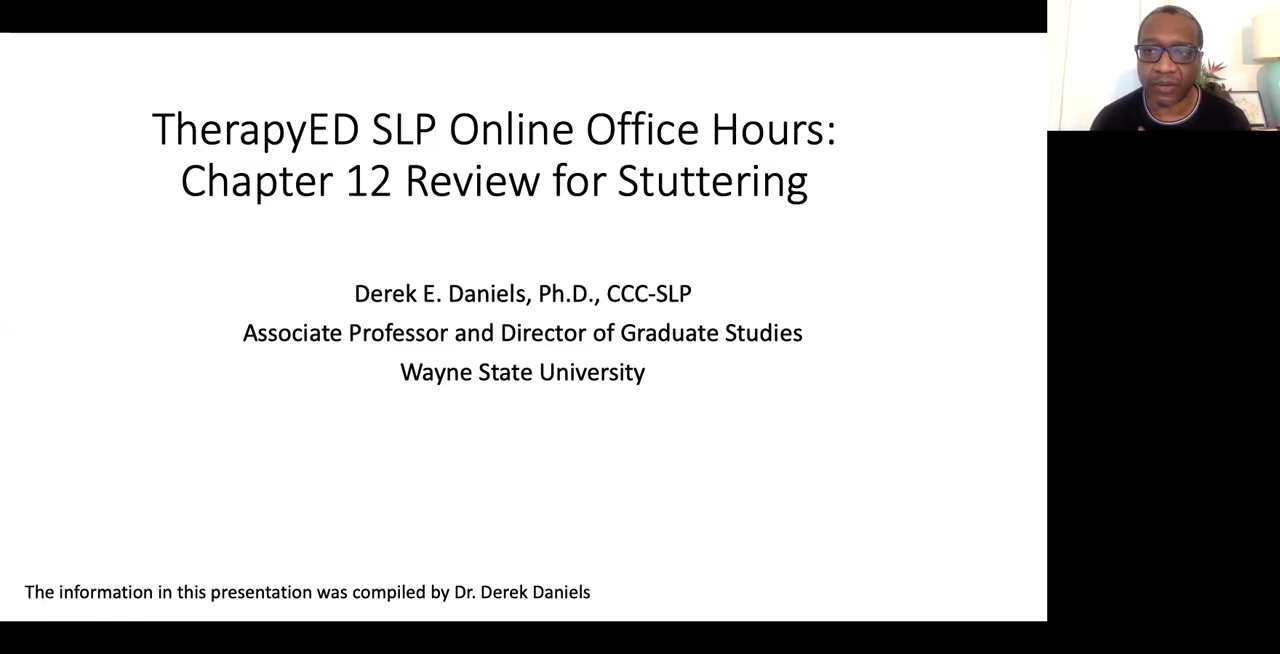 TherapyED SLP Online Office Hours:
Chapter 12 Review for Stuttering
Derek E. Daniels, Ph.D., CCC-SLP
Associate Professor and Director of Graduate Studies
Wayne State University
The information in this presentation was compiled by Dr. Derek Daniels